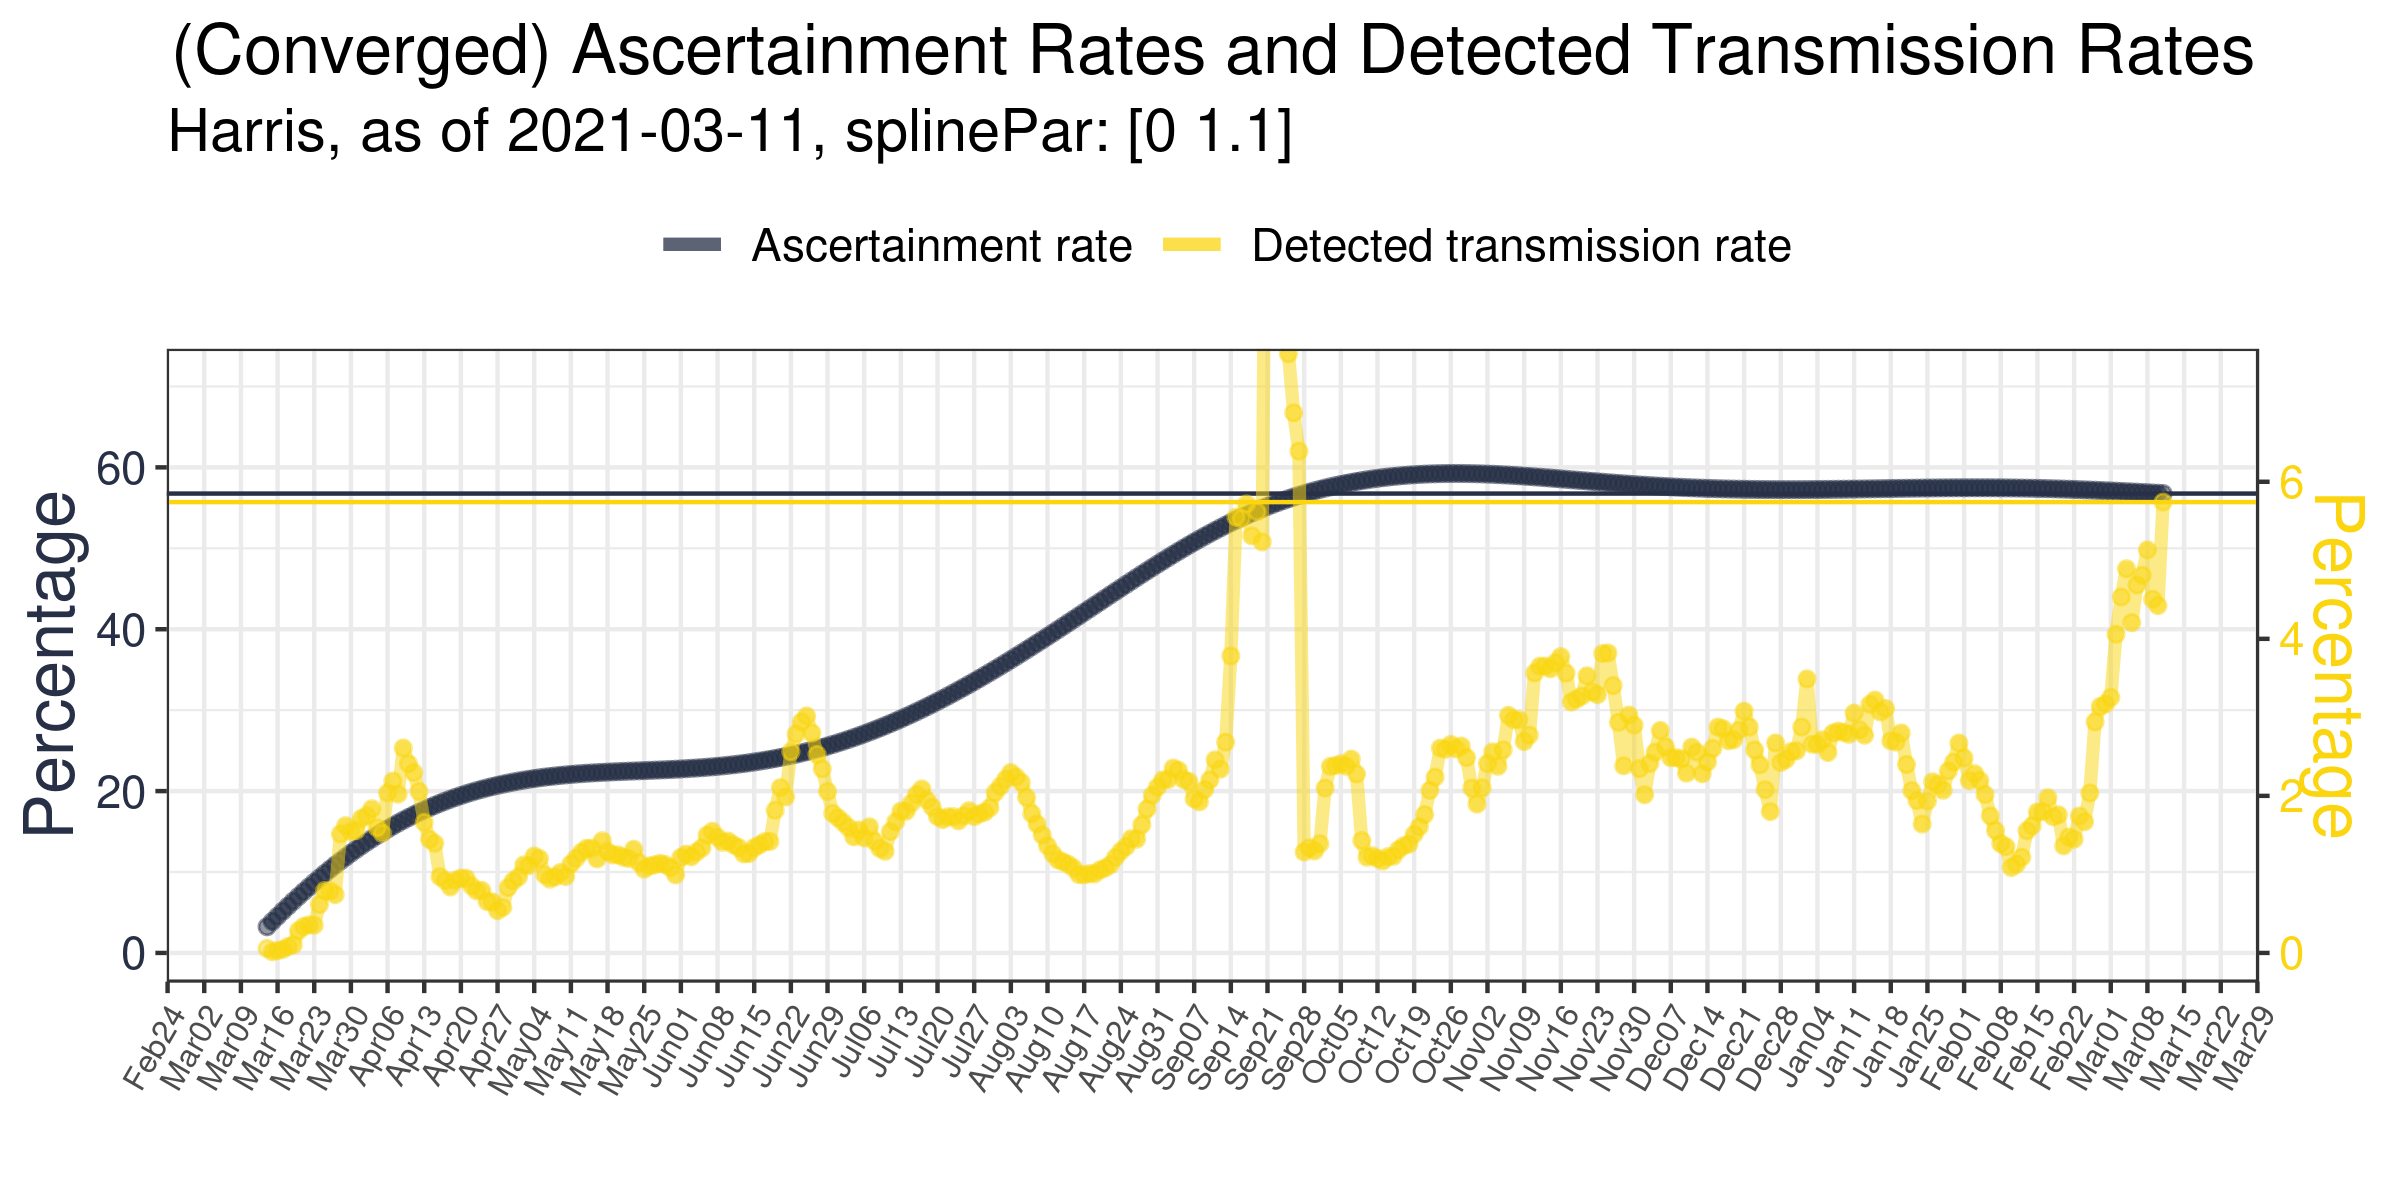 (Converged) Ascertainment Rates and Detected Transmission Rates
Harris, as of 2021-03-11, splinePar: [0 1.1]
Ascertainment rate Detected transmission rate
Percentage
60
40
20
0
6
4
2
0
Percentage
Feb24 Mar02 Mar09 Mar16 Mar23 Mar30 Apr06 Apr13 Apr20 Apr27 May04 May11 May18 May25 Jun01 Jun08 Jun15 Jun22 Jun29 Jul06 Jul13 Jul20 Jul27 Aug03 Aug10 Aug17 Aug24 Aug31 Sep07 Sep14 Sep21 Sep28 Oct05 Oct12 Oct19 Oct26 Nov02 Nov09 Nov16 Nov23 Nov30 Dec07 Dec14 Dec21 Dec28 Jan04 Jan11 Jan18 Jan25 Feb01 Feb08 Feb15 Feb22 Mar01 Mar08 Mar15 Mar22 Mar29